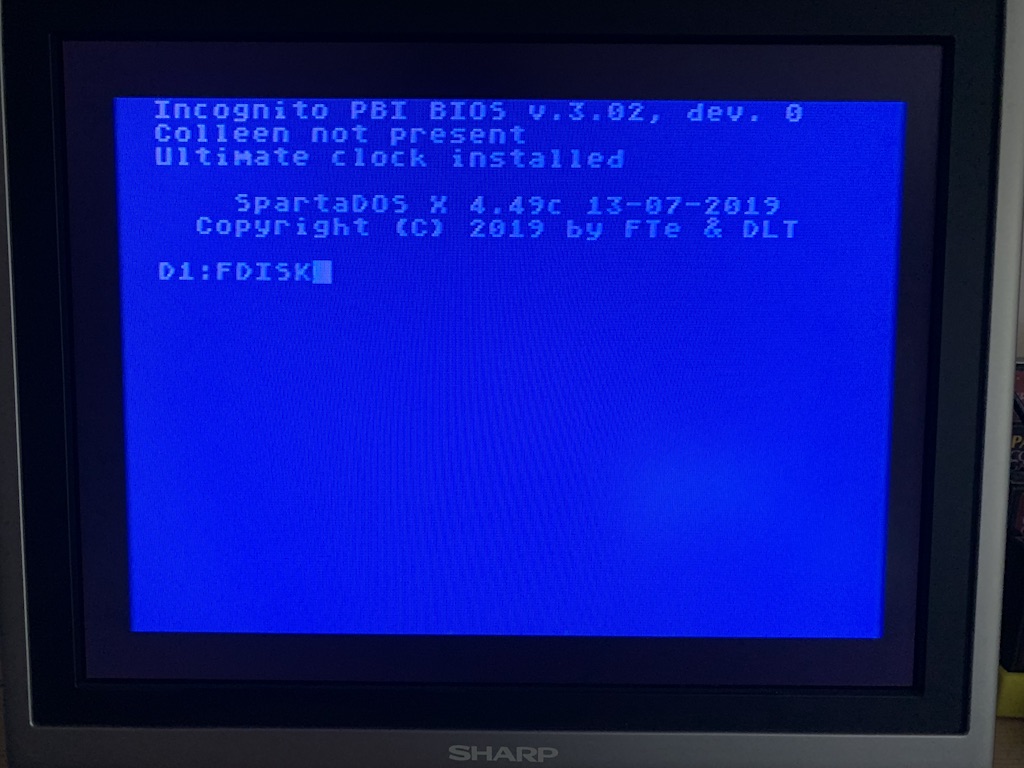 Incognito PBI BIOS v.3.02, dev. 0
Colleen not present
Ultimate clock installed
SpartaDOS X 4.49c 13-07-2019
Copyright (C) 2019 by FTe & DLT
D1:FDISK
SHARP